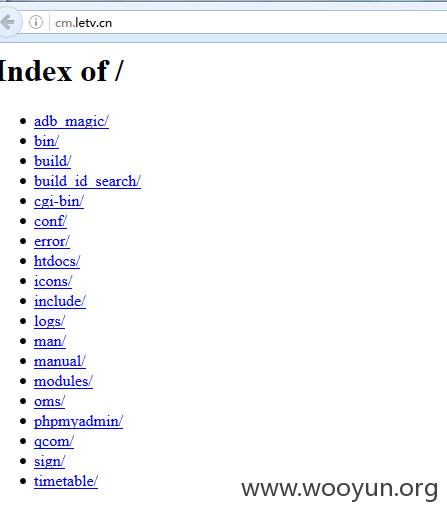 cm.letv.cn
Index of /
adb_magic/
bin/
build/
build_id_search/
cgi-bin/
conf/
error/
htdocs/
icons/
include/
logs/
man/
manual/
modules/
oms/
phpmyadmin/
qcom/
sign/
timetable/
www.wooyun.org